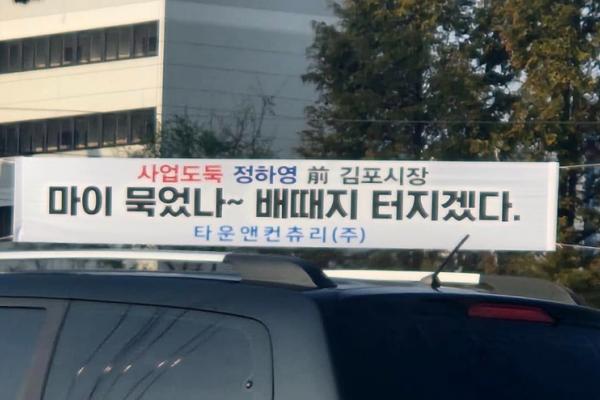 사업도둑 정하영 前 김포시장
마이 묵었나~ 배때지 터지겠다.
타운앤컨츄리(주)